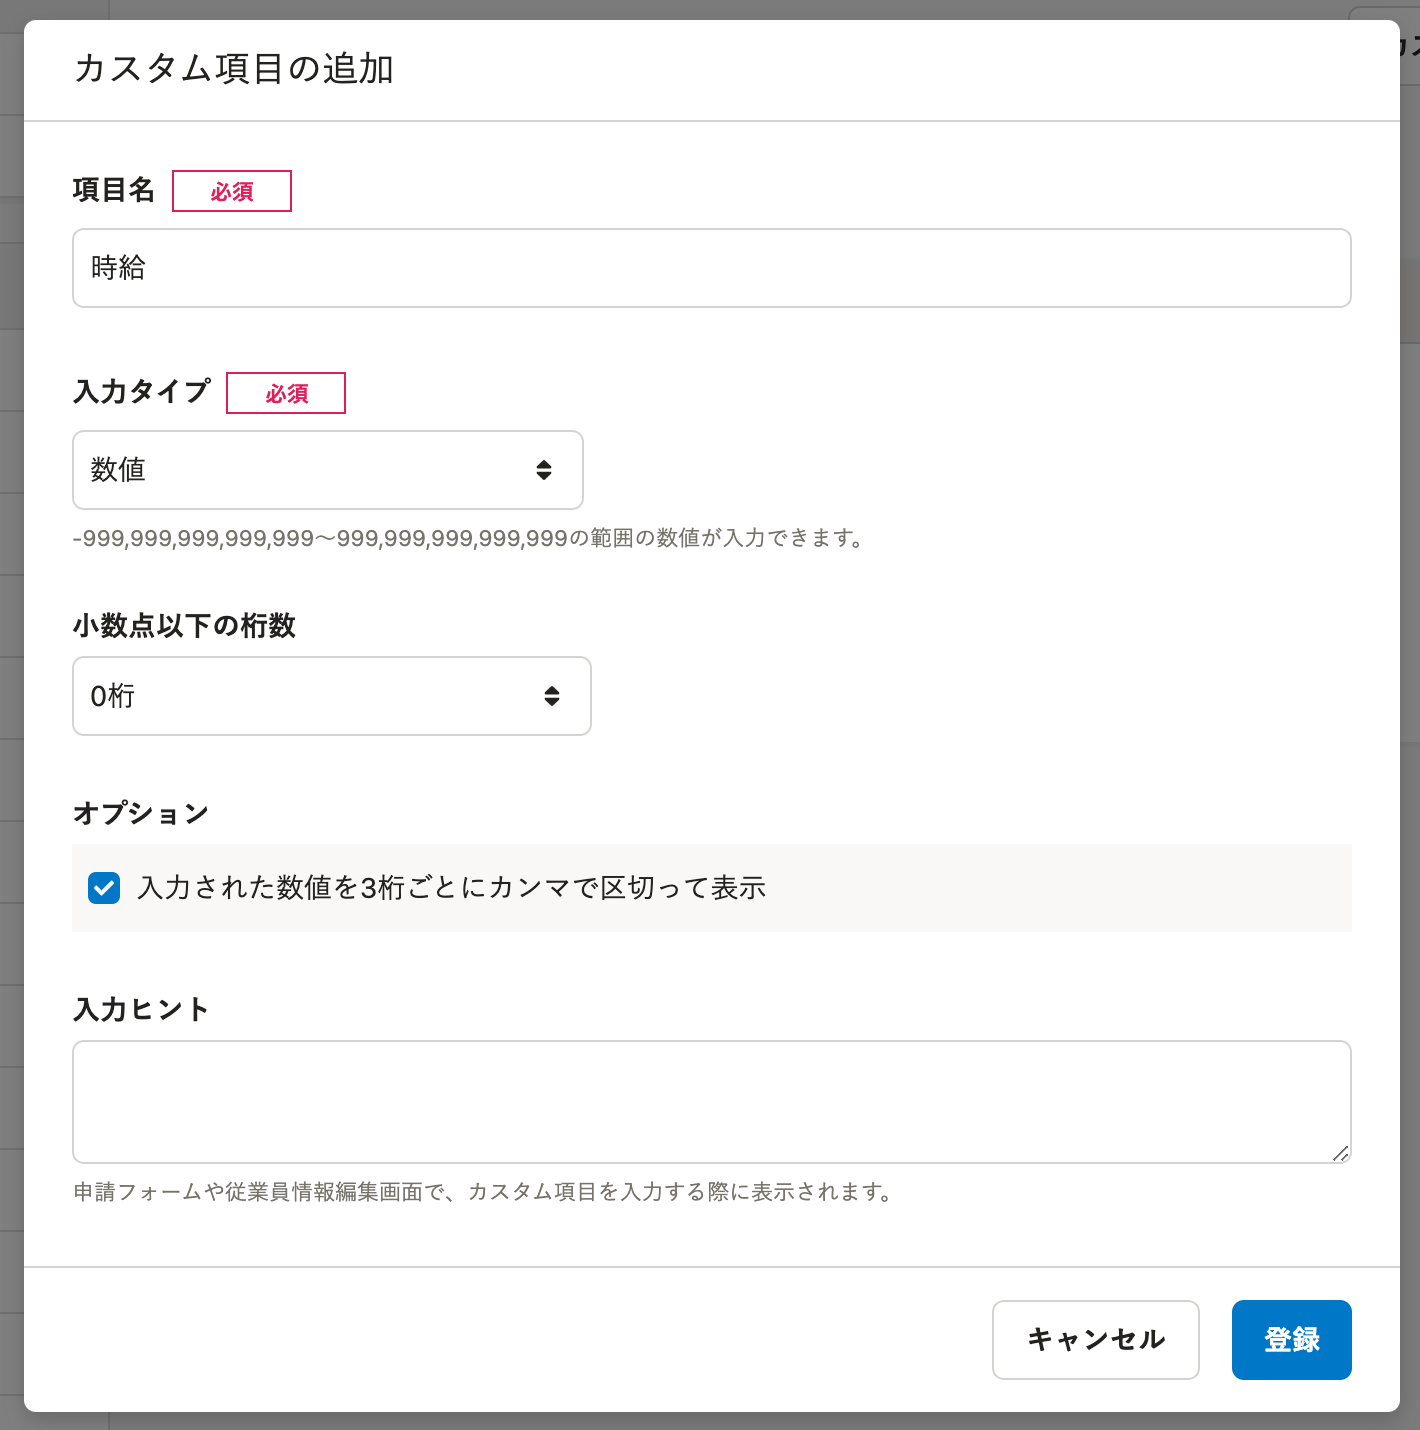 カスタム項目の追加
項目名 必須
時給
入力タイプ 必須
数値
-999,999,999,999,999〜999,999,999,999,999の範囲の数値が入力できます。
小数点以下の桁数
0桁
オプション
入力された数値を3桁ごとにカンマで区切って表示
入力ヒント
申請フォームや従業員情報編集画面で、カスタム項目を入力する際に表示されます。
キャンセル 登録